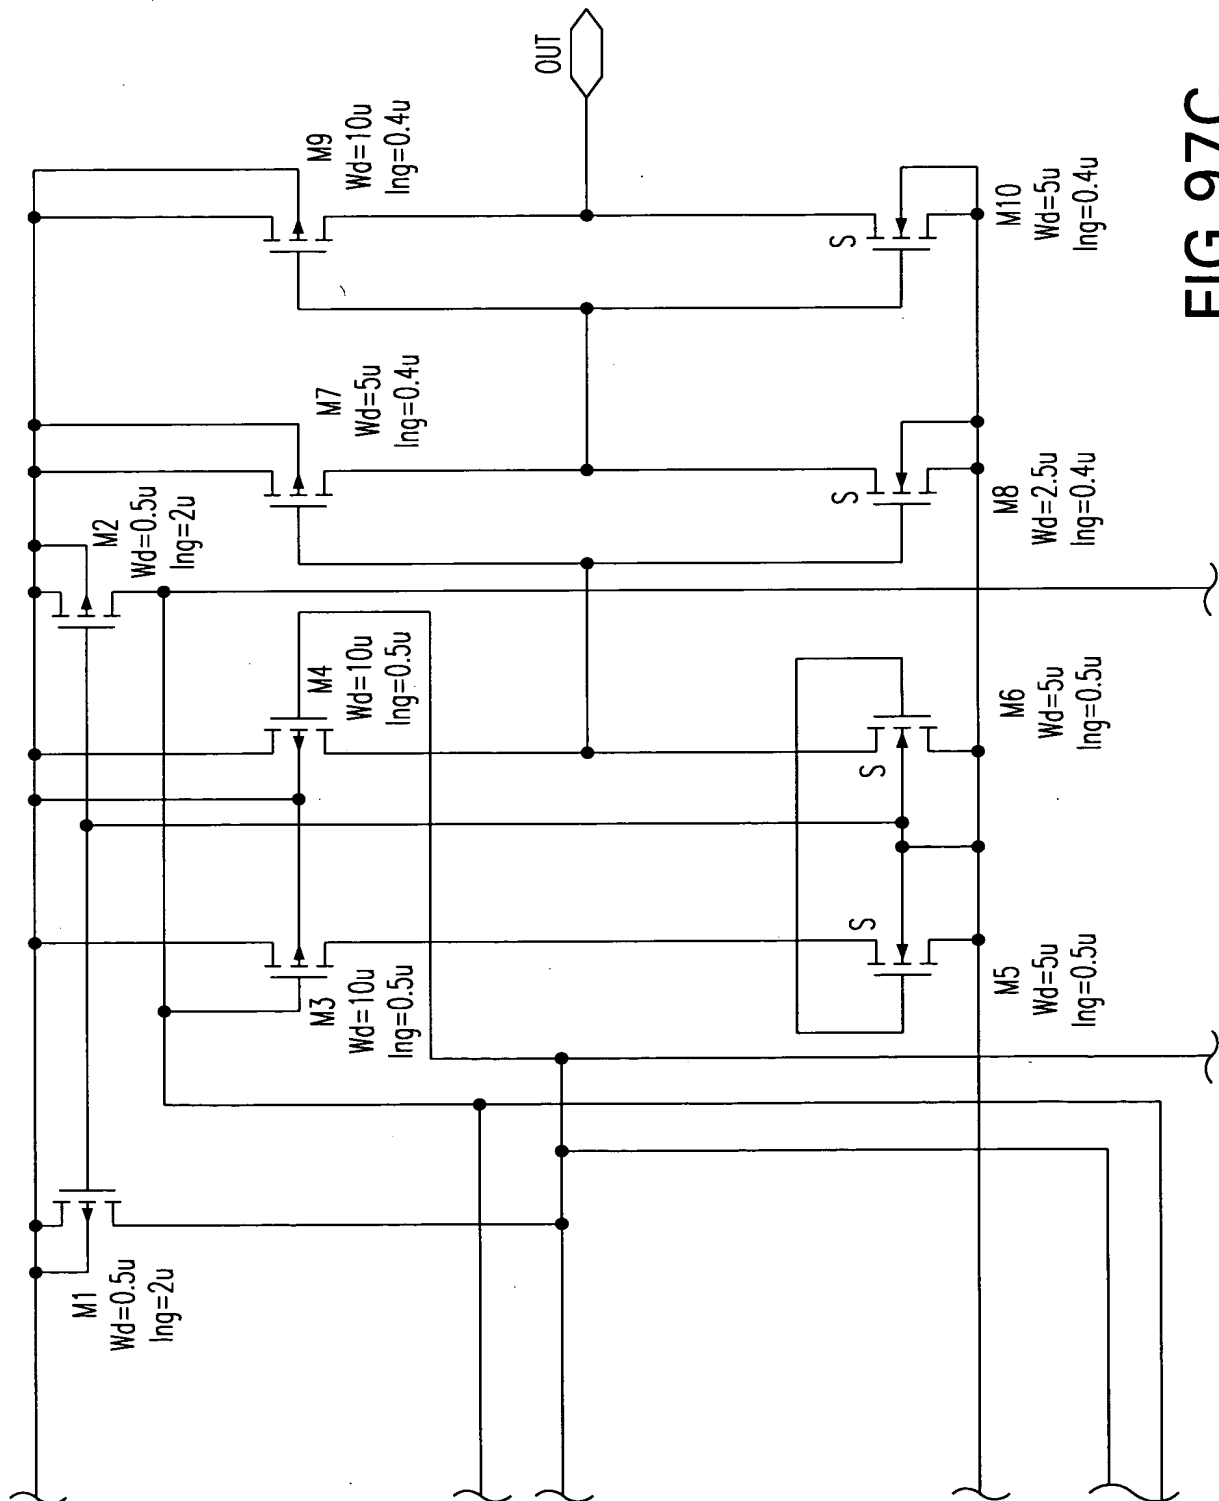 OUT
M9
Wd=10u
lng=0.4u
M7
Wd=5u
lng=0.4u
M2
Wd=0.5u
lng=2u
M4
Wd=10u
lng=0.5u
M3
Wd=10u
lng=0.5u
M1
Wd=0.5u
lng=2u
S
M10
Wd=5u
lng=0.4u
S
M8
Wd=2.5u
lng=0.4u
S
M6
Wd=5u
lng=0.5u
S
M5
Wd=5u
lng=0.5u
FIG. 97C